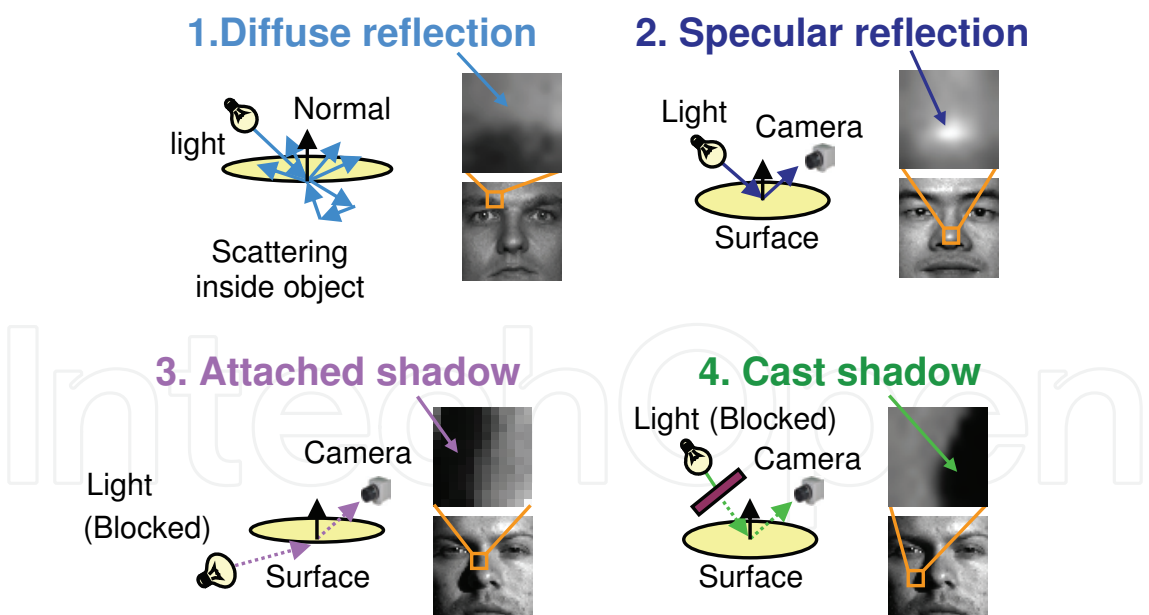 1.Diffuse reflection
Normal
light
Scattering
inside object
2. Specular reflection
Light
Camera
Surface
3. Attached shadow
Camera
Light
(Blocked)
Surface
4. Cast shadow
Light (Blocked)
Camera
Surface
IntechOpen